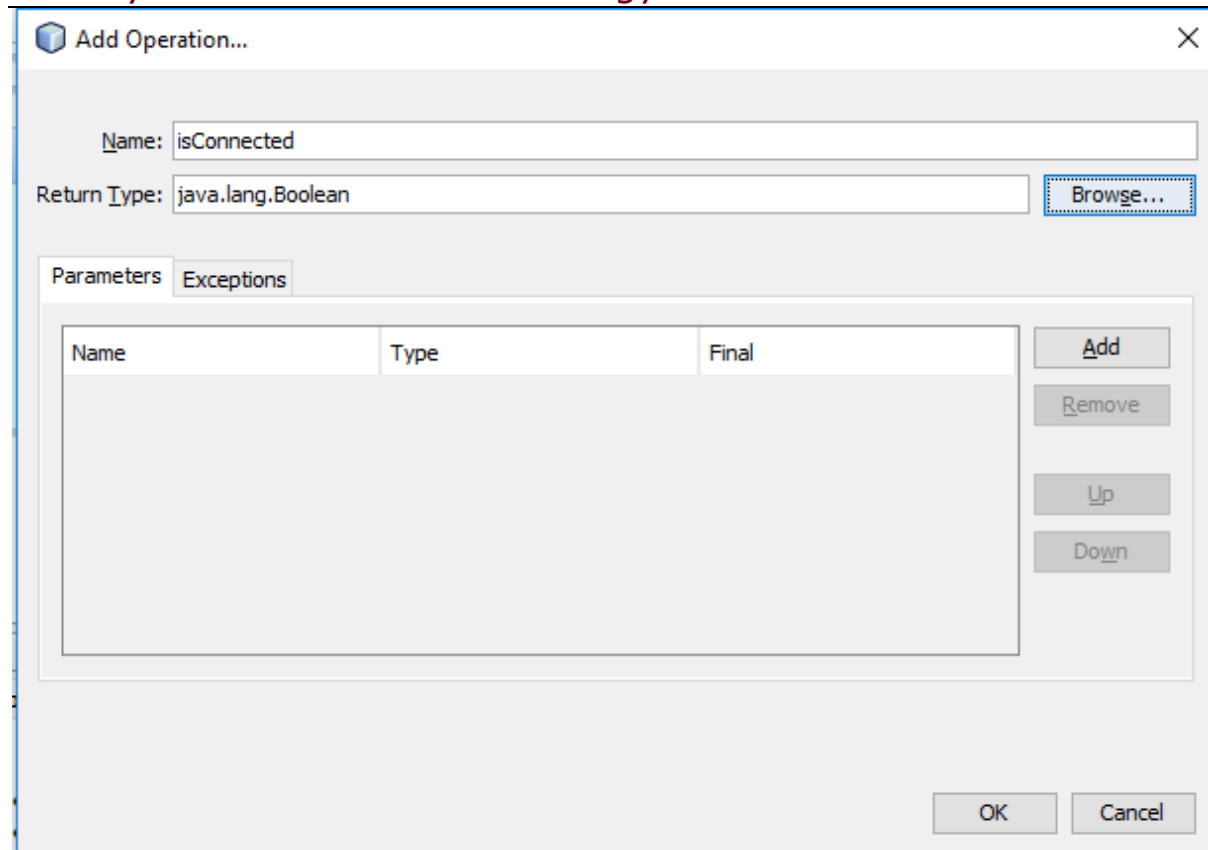 Add Operation...
Name: isConnected
Return Type: java.lang.Boolean Browse...
Parameters Exceptions
Name Type Final Add
Remove
Up
Down
OK Cancel